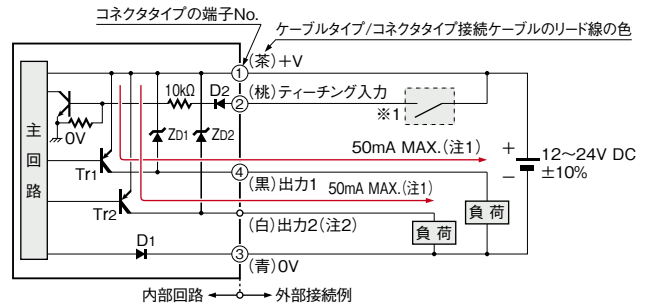 コネクタタイプの端子No.
ケーブルタイプ/コネクタタイプ接続ケーブルのリード線の色
① (茶)+V
10kΩ D2 ② (桃)ティーチング入力
※1
主回路
0V
ZD1 ZD2
50mA MAX.(注1)
+
−
12〜24V DC
±10%
Tr1
④ (黒)出力1
50mA MAX.(注1)
Tr2
(白)出力2(注2)
負荷
負荷
D1
③ (青)0V
内部回路 外部接続例